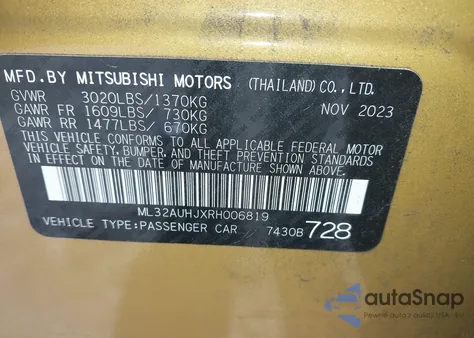 MFD.BY MITSUBISHI MOTORS (THAILAND) CO., LTD.
GVWR 3020LBS/1370KG NOV 2023
GAWR FR 1609LBS/ 730KG
GAWR RR 1477LBS/ 670KG
THIS VEHICLE CONFORMS TO ALL APPLICABLE FEDERAL MOTOR
VEHICLE SAFETY, BUMPER, AND THEFT PREVENTION STANDARDS
IN EFFECT ON THE DATE OF MANUFACTURE SHOWN ABOVE.
ML32AUHJXRH006819
VEHICLE TYPE:PASSENGER CAR 7430B 728
autoSnap